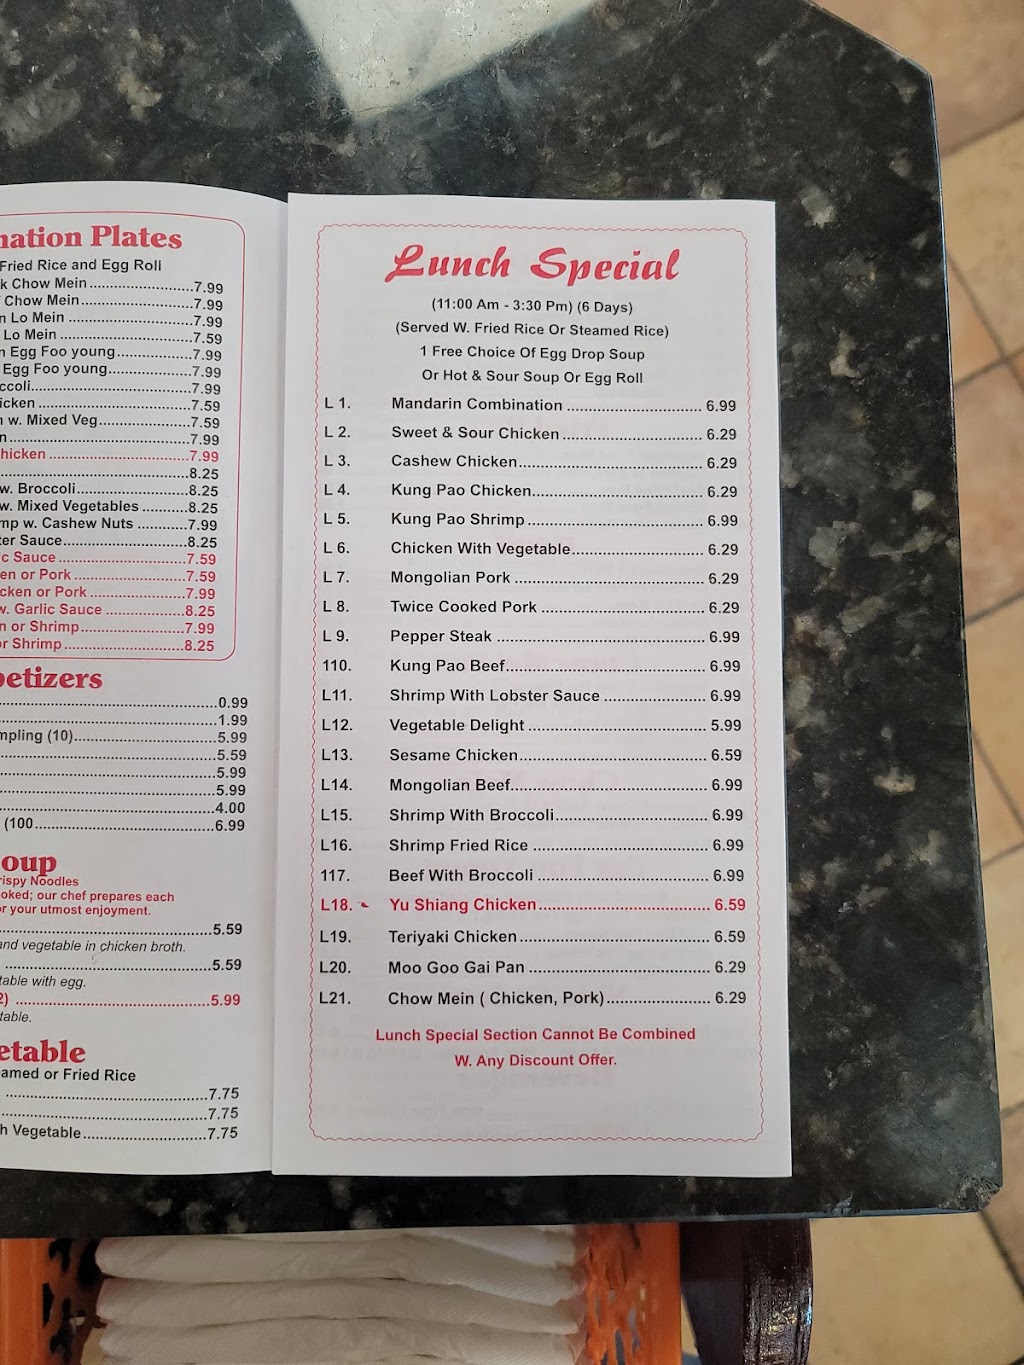 nation Plates
Fried Rice and Egg Roll
k Chow Mein.........................7.99
Chow Mein...........................7.99
n Lo Mein ............................7.99
Lo Mein ..............................7.59
n Egg Foo young.................7.99
Egg Foo young...................7.99
ccoli...................................7.99
icken ..................................7.59
n w. Mixed Veg....................7.59
n........................................7.99
hicken ...............................7.99
..........................................8.25
w. Broccoli.........................8.25
w. Mixed Vegetables ..........8.25
mp w. Cashew Nuts ...........7.99
ter Sauce...........................8.25
c Sauce ............................7.59
en or Pork .........................7.59
cken or Pork .....................7.99
w. Garlic Sauce .................8.25
n or Shrimp.......................7.99
or Shrimp ..........................8.25
petizers
................................................0.99
................................................1.99
mpling (10)...............................5.99
................................................5.59
................................................5.99
................................................5.99
................................................4.00
(100........................................6.99
oup
rispy Noodles
oked; our chef prepares each
or your utmost enjoyment.
...............................................5.59
and vegetable in chicken broth.
..............................................5.59
table with egg.
2) ...........................................5.99
table.
etable
eamed or Fried Rice
.............................................7.75
.............................................7.75
h Vegetable...........................7.75
Lunch Special
(11:00 Am - 3:30 Pm) (6 Days)
(Served W. Fried Rice Or Steamed Rice)
1 Free Choice Of Egg Drop Soup
Or Hot & Sour Soup Or Egg Roll
L 1. Mandarin Combination ............................. 6.99
L 2. Sweet & Sour Chicken .............................. 6.29
L 3. Cashew Chicken....................................... 6.29
L 4. Kung Pao Chicken.................................... 6.29
L 5. Kung Pao Shrimp ..................................... 6.99
L 6. Chicken With Vegetable............................ 6.29
L 7. Mongolian Pork ........................................ 6.29
L 8. Twice Cooked Pork ................................... 6.29
L 9. Pepper Steak ............................................ 6.99
110. Kung Pao Beef.......................................... 6.99
L11. Shrimp With Lobster Sauce ...................... 6.99
L12. Vegetable Delight ...................................... 5.99
L13. Sesame Chicken........................................ 6.59
L14. Mongolian Beef.......................................... 6.99
L15. Shrimp With Broccoli................................. 6.99
L16. Shrimp Fried Rice ..................................... 6.99
117. Beef With Broccoli .................................... 6.99
L18. Yu Shiang Chicken.................................... 6.59
L19. Teriyaki Chicken........................................ 6.59
L20. Moo Goo Gai Pan ...................................... 6.29
L21. Chow Mein ( Chicken, Pork)...................... 6.29
Lunch Special Section Cannot Be Combined
W. Any Discount Offer.